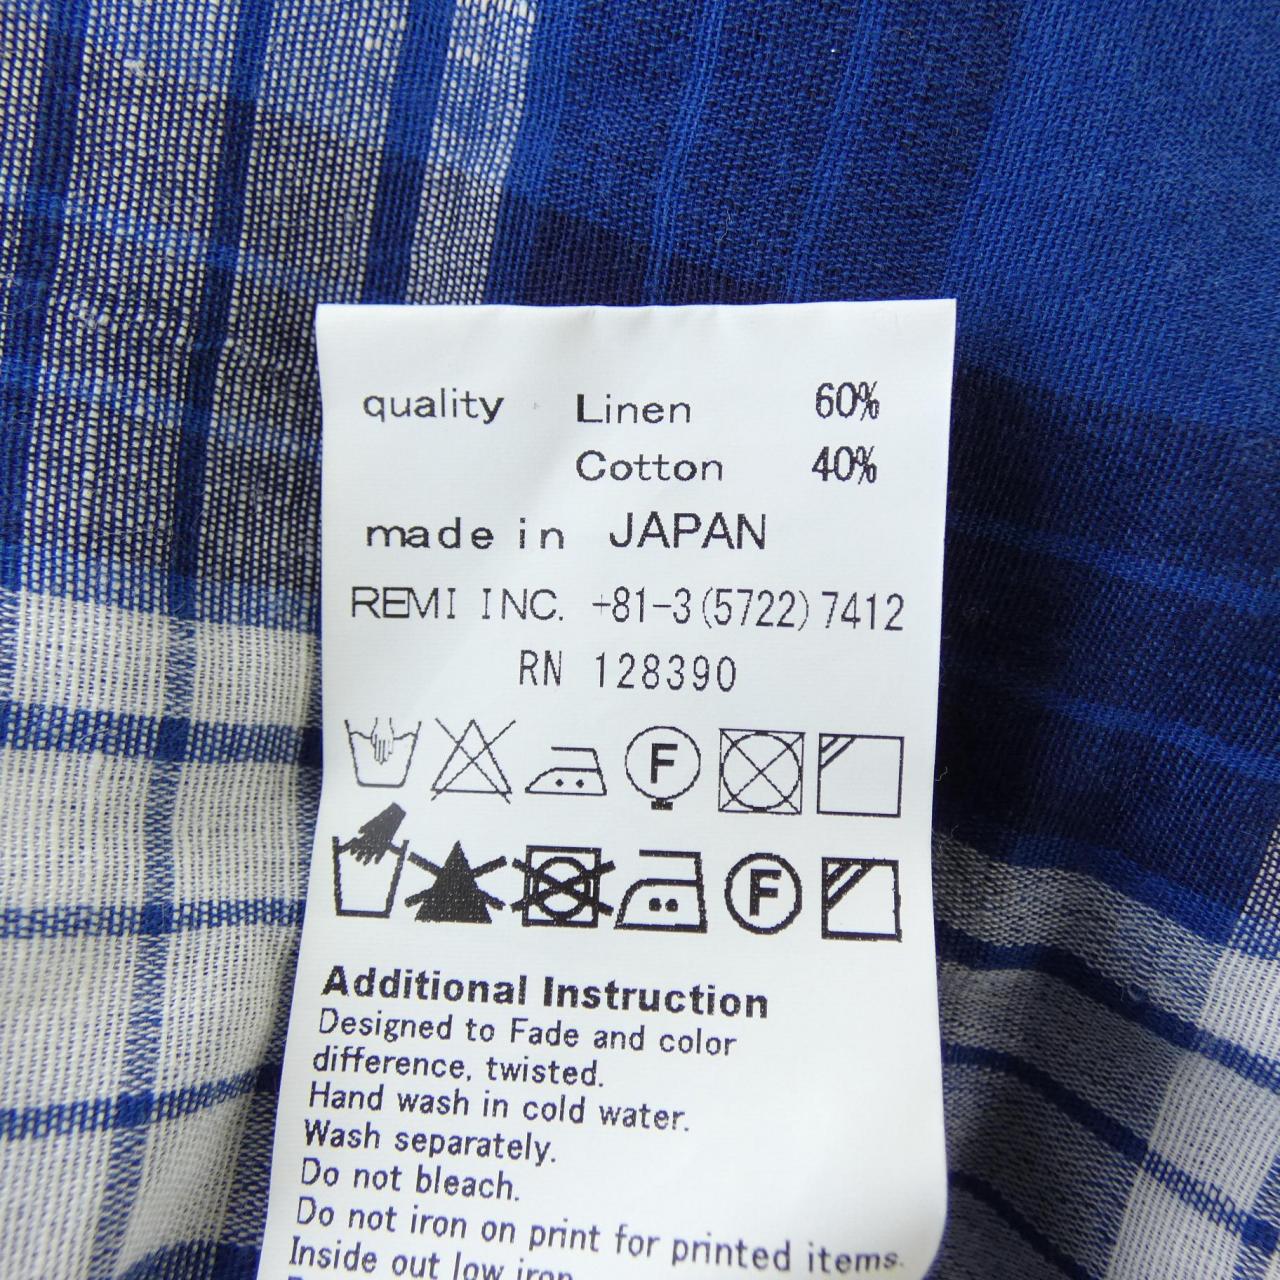 quality Linen 60%
Cotton 40%
made in JAPAN
REMI INC. +81-3(5722)7412
RN 128390
F
F
Additional Instruction
Designed to Fade and color
difference, twisted.
Hand wash in cold water.
Wash separately.
Do not bleach.
Do not iron on print for printed items.
Inside out low iron